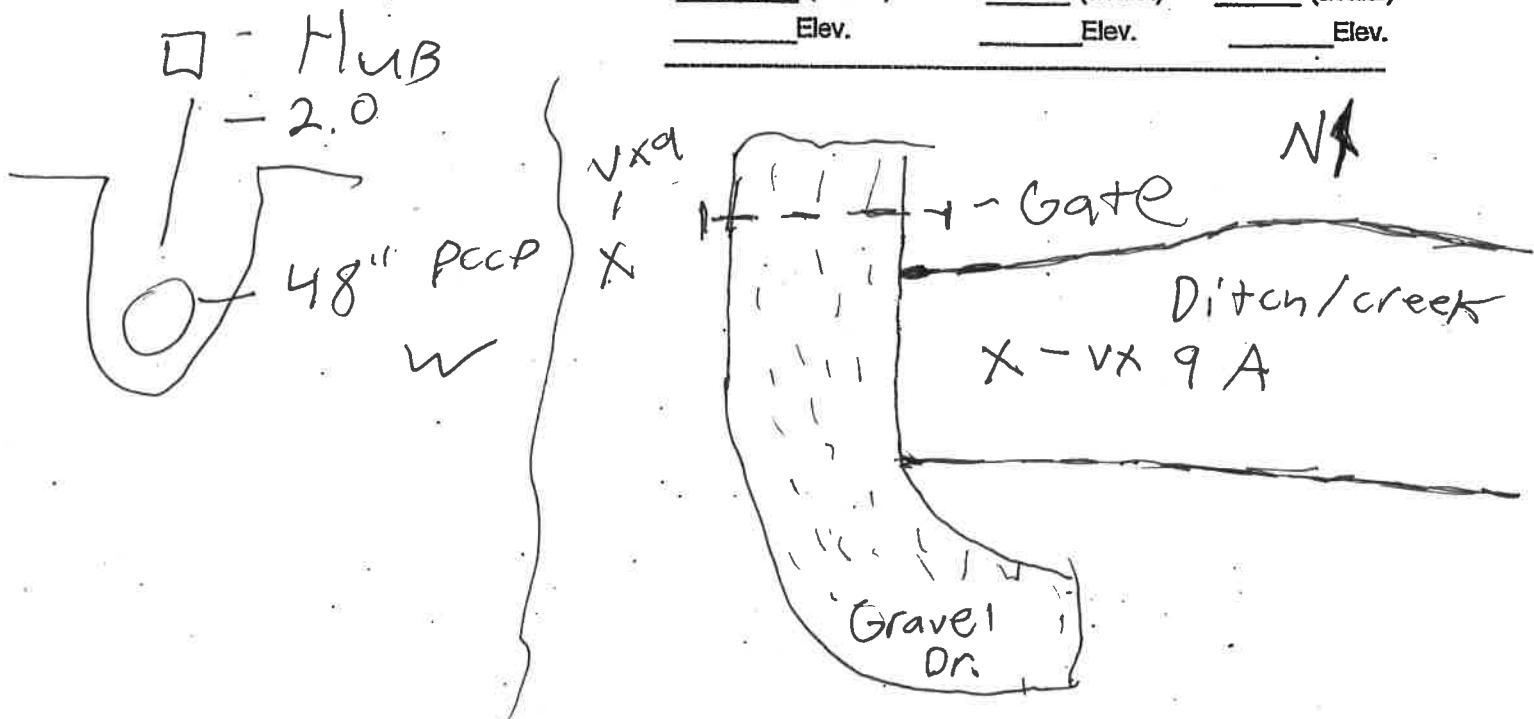 Elev. Elev. Elev.
- HUB
- 2.0
48" PCCP
W
VX9
X
N
- Gate
Ditch/creek
X - VX 9 A
Gravel
Dr.